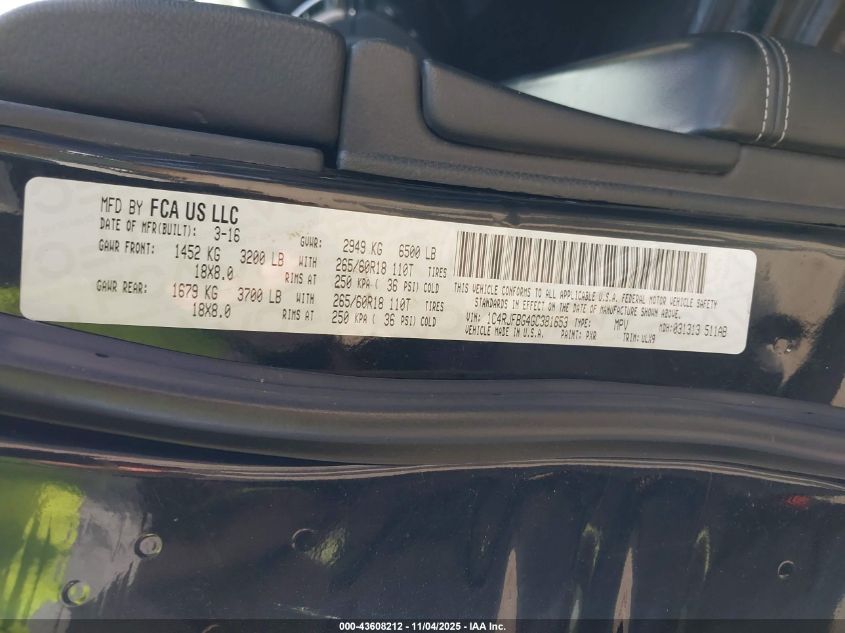 MFD BY FCA US LLC
DATE OF MFR(BUILT): 3-16 GVWR: 2949 KG 6500 LB
GAWR FRONT: 1452 KG 3200 LB WITH 265/60R18 110T TIRES
18X8.0 RIMS AT 250 KPA ( 36 PSI) COLD
GAWR REAR: 1679 KG 3700 LB WITH 265/60R18 110T TIRES
18X8.0 RIMS AT 250 KPA ( 36 PSI) COLD
THIS VEHICLE CONFORMS TO ALL APPLICABLE U.S.A. FEDERAL MOTOR VEHICLE SAFETY
STANDARDS IN EFFECT ON THE DATE OF MANUFACTURE SHOWN ABOVE.
VIN: 1C4RJFBG4GC381653 TYPE: MPV MDH: 031313 511AB
VEHICLE MADE IN U.S.A. PAINT: PXR TRIM: ULX9
000-43608212 - 11/04/2025 - IAA Inc.